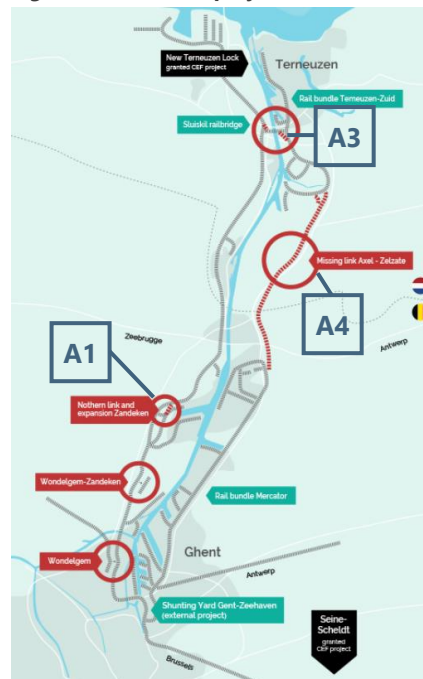 New Terneuzen Lock
granted CEF project
Terneuzen
Rail bundle Terneuzen-Zuid
Sluiskil railbridge
A3
Missing link Axel - Zelzate
A4
Zeebrugge
Antwerp
A1
Nothern link and
expansion Zandeken
Wondelgem-Zandeken
Rail bundle Mercator
Wondelgem
Ghent
Antwerp
Shunting Yard Gent-Zeehaven
(external project)
Seine-
Scheldt
granted
CEF project
Brussels